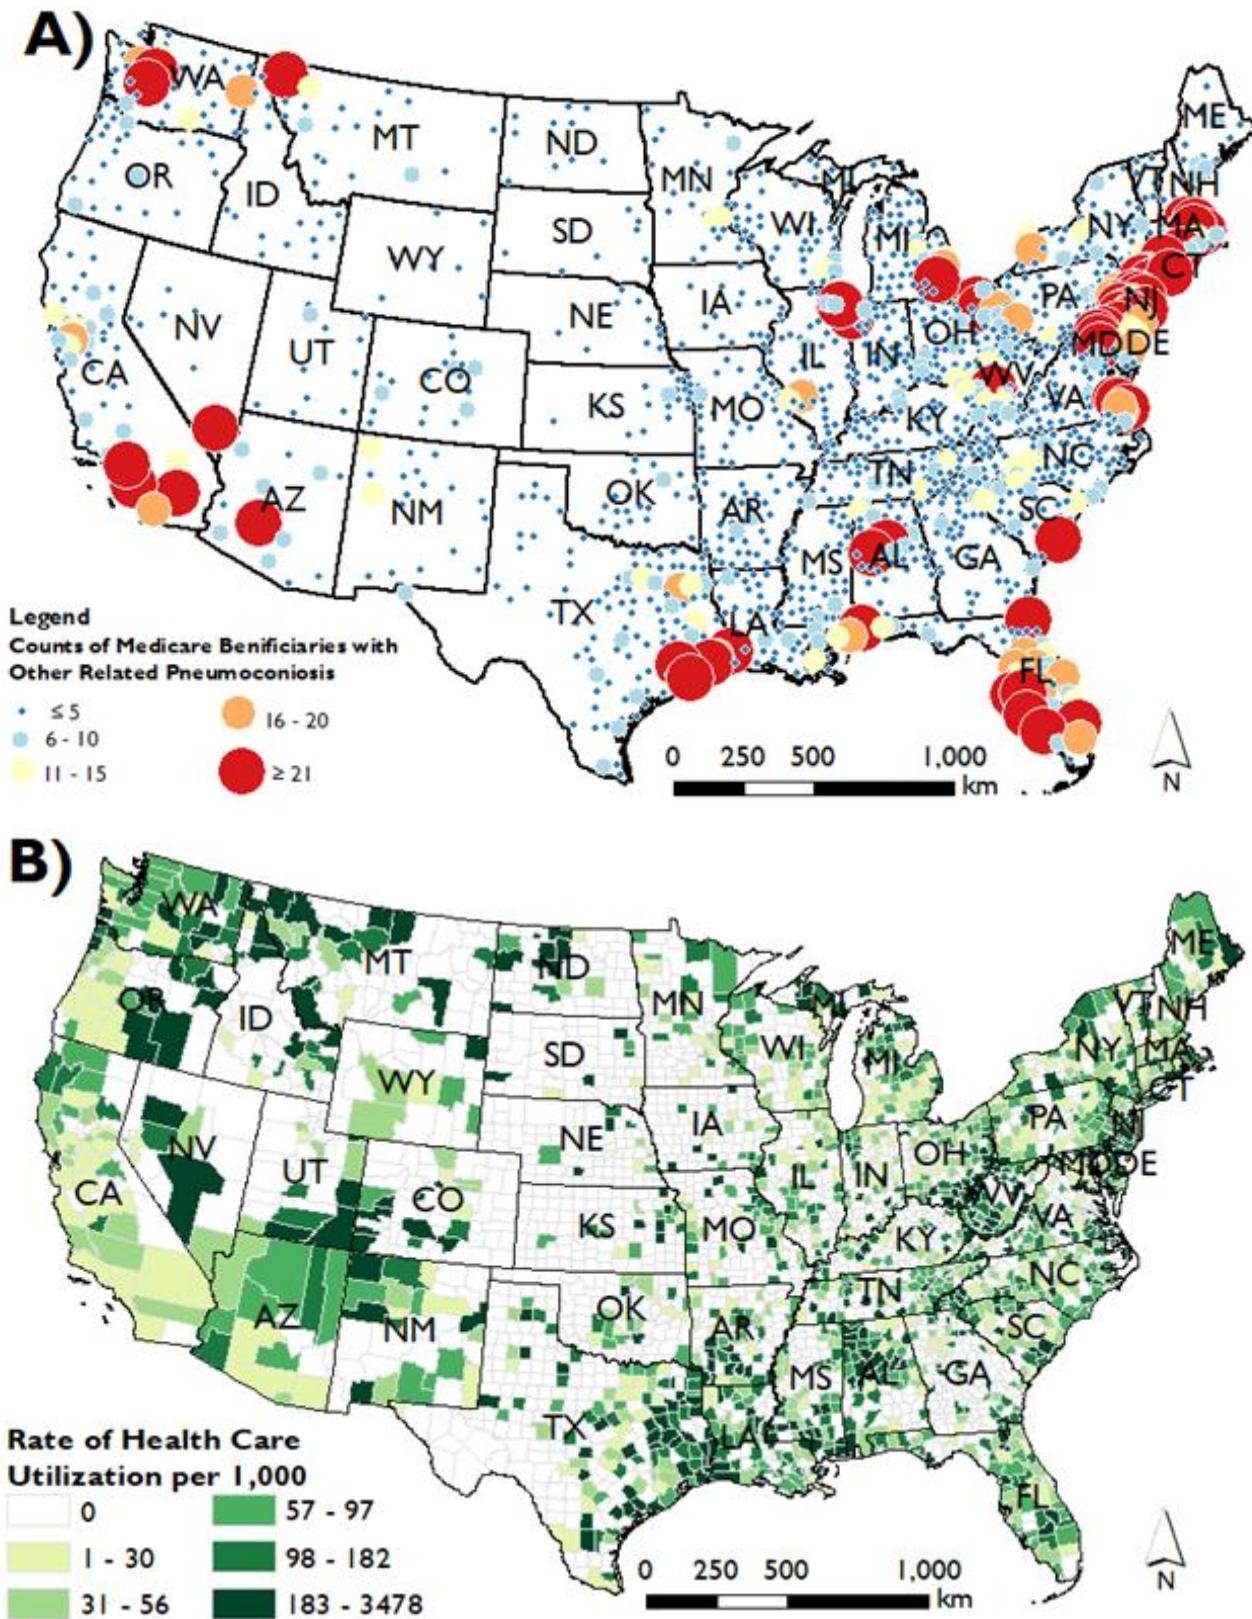 A)
WA
MT
ND
MN
ME
OR
ID
MI
VT
NH
WI
MI
NY
MA
SD
WY
CT
IA
PA
NJ
NE
OH
NV
UT
IL
IN
MD
DE
CA
CO
WV
KS
MO
VA
KY
NC
TN
AZ
OK
NM
AR
SC
MS
AL
GA
TX
LA
FL
Legend
Counts of Medicare Benificiaries with
Other Related Pneumoconiosis
≤ 5
16 - 20
6 - 10
11 - 15
≥ 21
0 250 500 1,000
km
N
B)
WA
ME
MT
ND
OR
MN
MI
VT
NH
ID
WI
NY
MA
SD
MI
WY
CT
IA
PA
NJ
NE
NV
OH
UT
IL
IN
MD
DE
CA
CO
WV
KS
MO
VA
KY
NC
TN
AZ
OK
NM
AR
SC
MS
AL
GA
TX
LA
FL
Rate of Health Care
Utilization per 1,000
0
57 - 97
1 - 30
98 - 182
31 - 56
183 - 3478
0 250 500 1,000
km
N